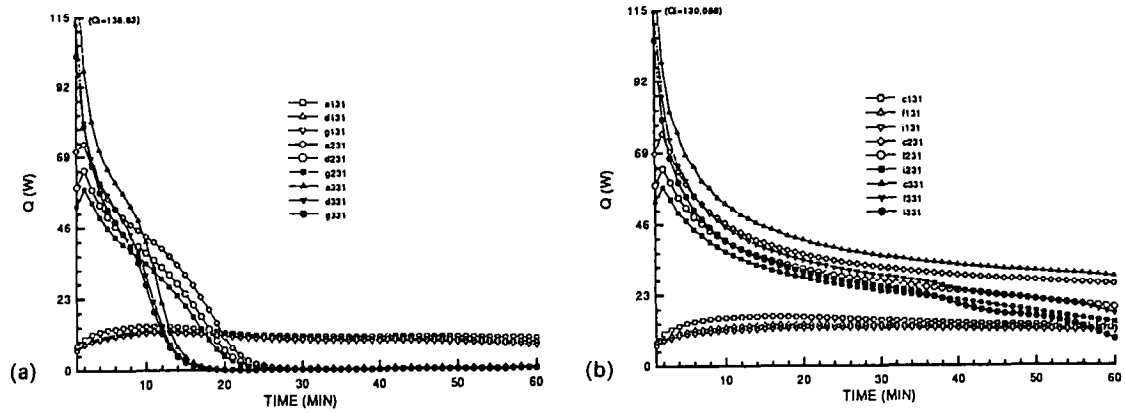 (a)
115
92
69
46
23
0
Q (W)
(Qi=136,63)
a131
d131
g131
a231
d231
g231
a331
d331
g331
10
20
30
40
50
60
TIME (MIN)
(b)
115
92
69
46
23
0
Q (W)
c131
f131
i131
c231
f231
i231
c331
f331
i331
10
20
30
40
50
60
TIME (MIN)